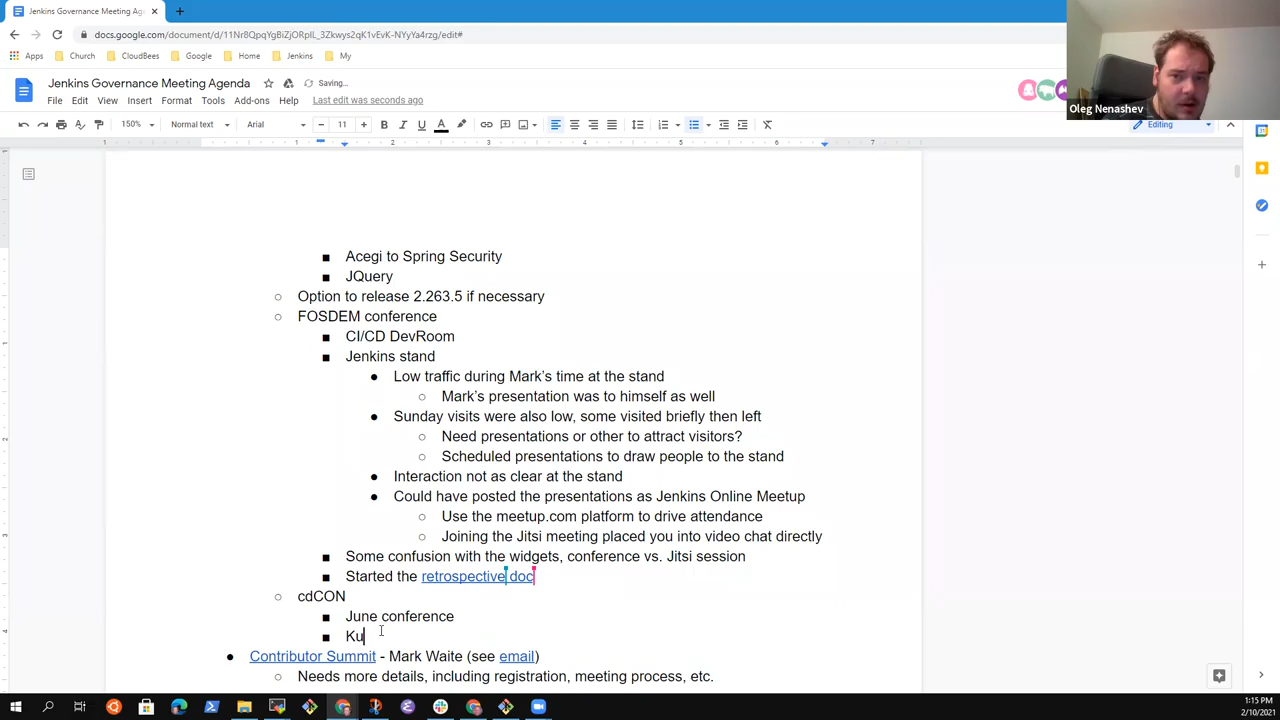 Jenkins Governance Meeting Agenda
docs.google.com/document/d/11Nr8QpqYgBiZjORpIL_3Zkwys2qK1vEvK-NYyYa4rzg/edit#
Apps Church CloudBees Google Home Jenkins My
Jenkins Governance Meeting Agenda Saving...
File Edit View Insert Format Tools Add-ons Help Last edit was seconds ago
Oleg Nenashev
150% Normal text Arial 11 Editing
1 1 2 3 4 5 6 7
Acegi to Spring Security
JQuery
Option to release 2.263.5 if necessary
FOSDEM conference
CI/CD DevRoom
Jenkins stand
Low traffic during Mark's time at the stand
Mark's presentation was to himself as well
Sunday visits were also low, some visited briefly then left
Need presentations or other to attract visitors?
Scheduled presentations to draw people to the stand
Interaction not as clear at the stand
Could have posted the presentations as Jenkins Online Meetup
Use the meetup.com platform to drive attendance
Joining the Jitsi meeting placed you into video chat directly
Some confusion with the widgets, conference vs. Jitsi session
Started the retrospective doc
cdCON
June conference
Ku
Contributor Summit - Mark Waite (see email)
Needs more details, including registration, meeting process, etc.
1:15 PM
2/10/2021